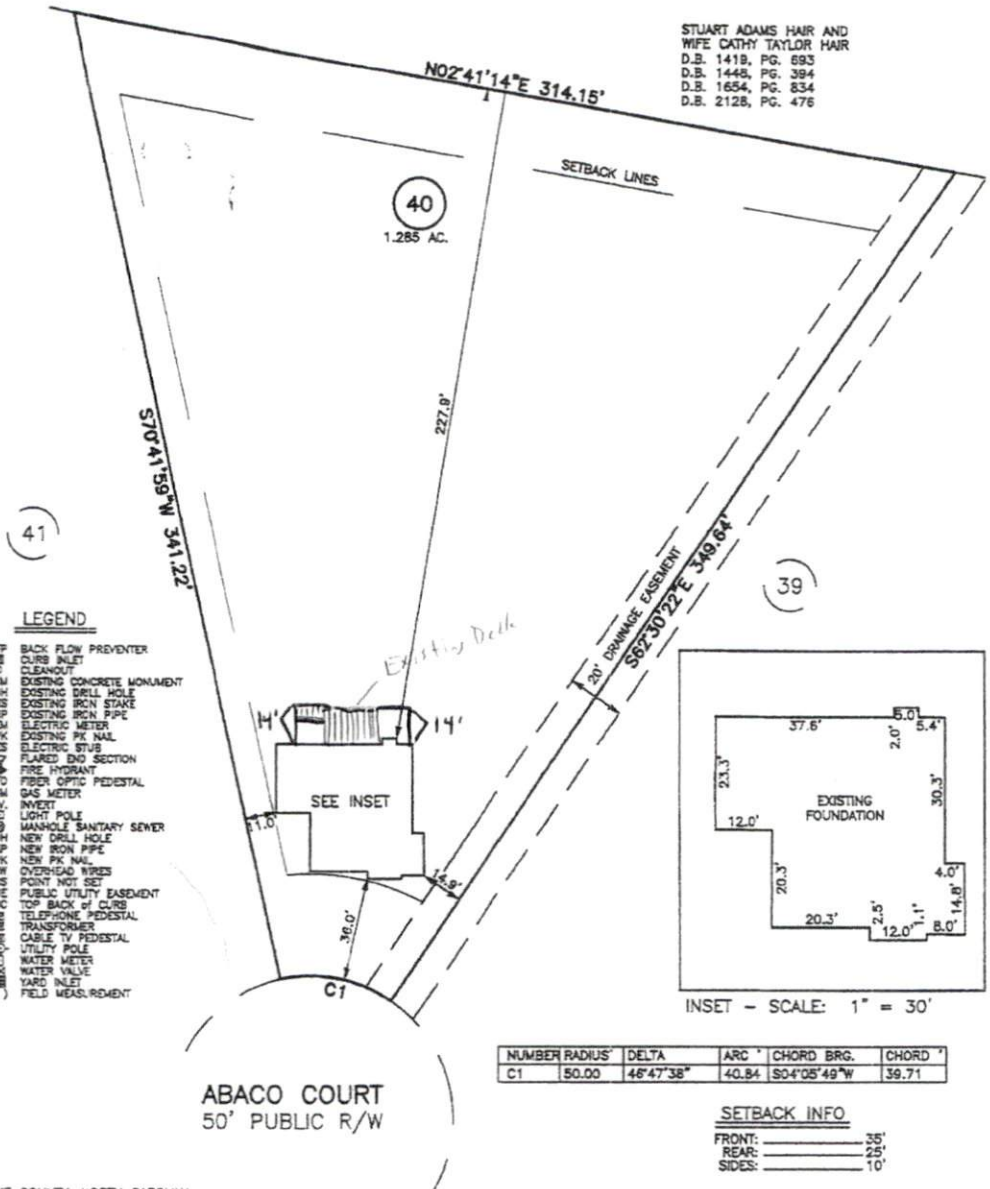 STUART ADAMS HAIR AND
WIFE CATHY TAYLOR HAIR
D.B. 1419, PG. 693
D.B. 1448, PG. 394
D.B. 1654, PG. 834
D.B. 2128, PG. 476
N02°41'14"E 314.15'
SETBACK LINES
40
1.285 AC.
227.9'
S70°41'59"W 341.22'
41
39
20' DRAINAGE EASEMENT
S62°30'22"E 349.64'
Existing Deck
14'
14'
SEE INSET
11.0'
14.9'
36.0'
C1
LEGEND
BACK FLOW PREVENTER
CURB INLET
CLEANOUT
EXISTING CONCRETE MONUMENT
EXISTING DRILL HOLE
EXISTING IRON STAKE
EXISTING IRON PIPE
ELECTRIC METER
EXISTING PK NAIL
ELECTRIC STUB
FLARED END SECTION
FIRE HYDRANT
FIBER OPTIC PEDESTAL
GAS METER
INVERT
LIGHT POLE
MANHOLE SANITARY SEWER
NEW DRILL HOLE
NEW IRON PIPE
NEW PK NAIL
OVERHEAD WIRES
POINT NOT SET
PUBLIC UTILITY EASEMENT
TOP BACK of CURB
TELEPHONE PEDESTAL
TRANSFORMER
CABLE TV PEDESTAL
UTILITY POLE
WATER METER
WATER VALVE
YARD INLET
FIELD MEASUREMENT
5.0'
37.6'
2.0'
5.4'
23.3'
EXISTING
FOUNDATION
30.3'
12.0'
20.3'
4.0'
14.8'
20.3'
2.5'
12.0'
1.1'
8.0'
INSET - SCALE: 1" = 30'
NUMBER RADIUS' DELTA ARC ' CHORD BRG. CHORD '
C1 50.00 46°47'38" 40.84 S04°05'49"W 39.71
ABACO COURT
50' PUBLIC R/W
SETBACK INFO
FRONT: 35'
REAR: 25'
SIDES: 10'